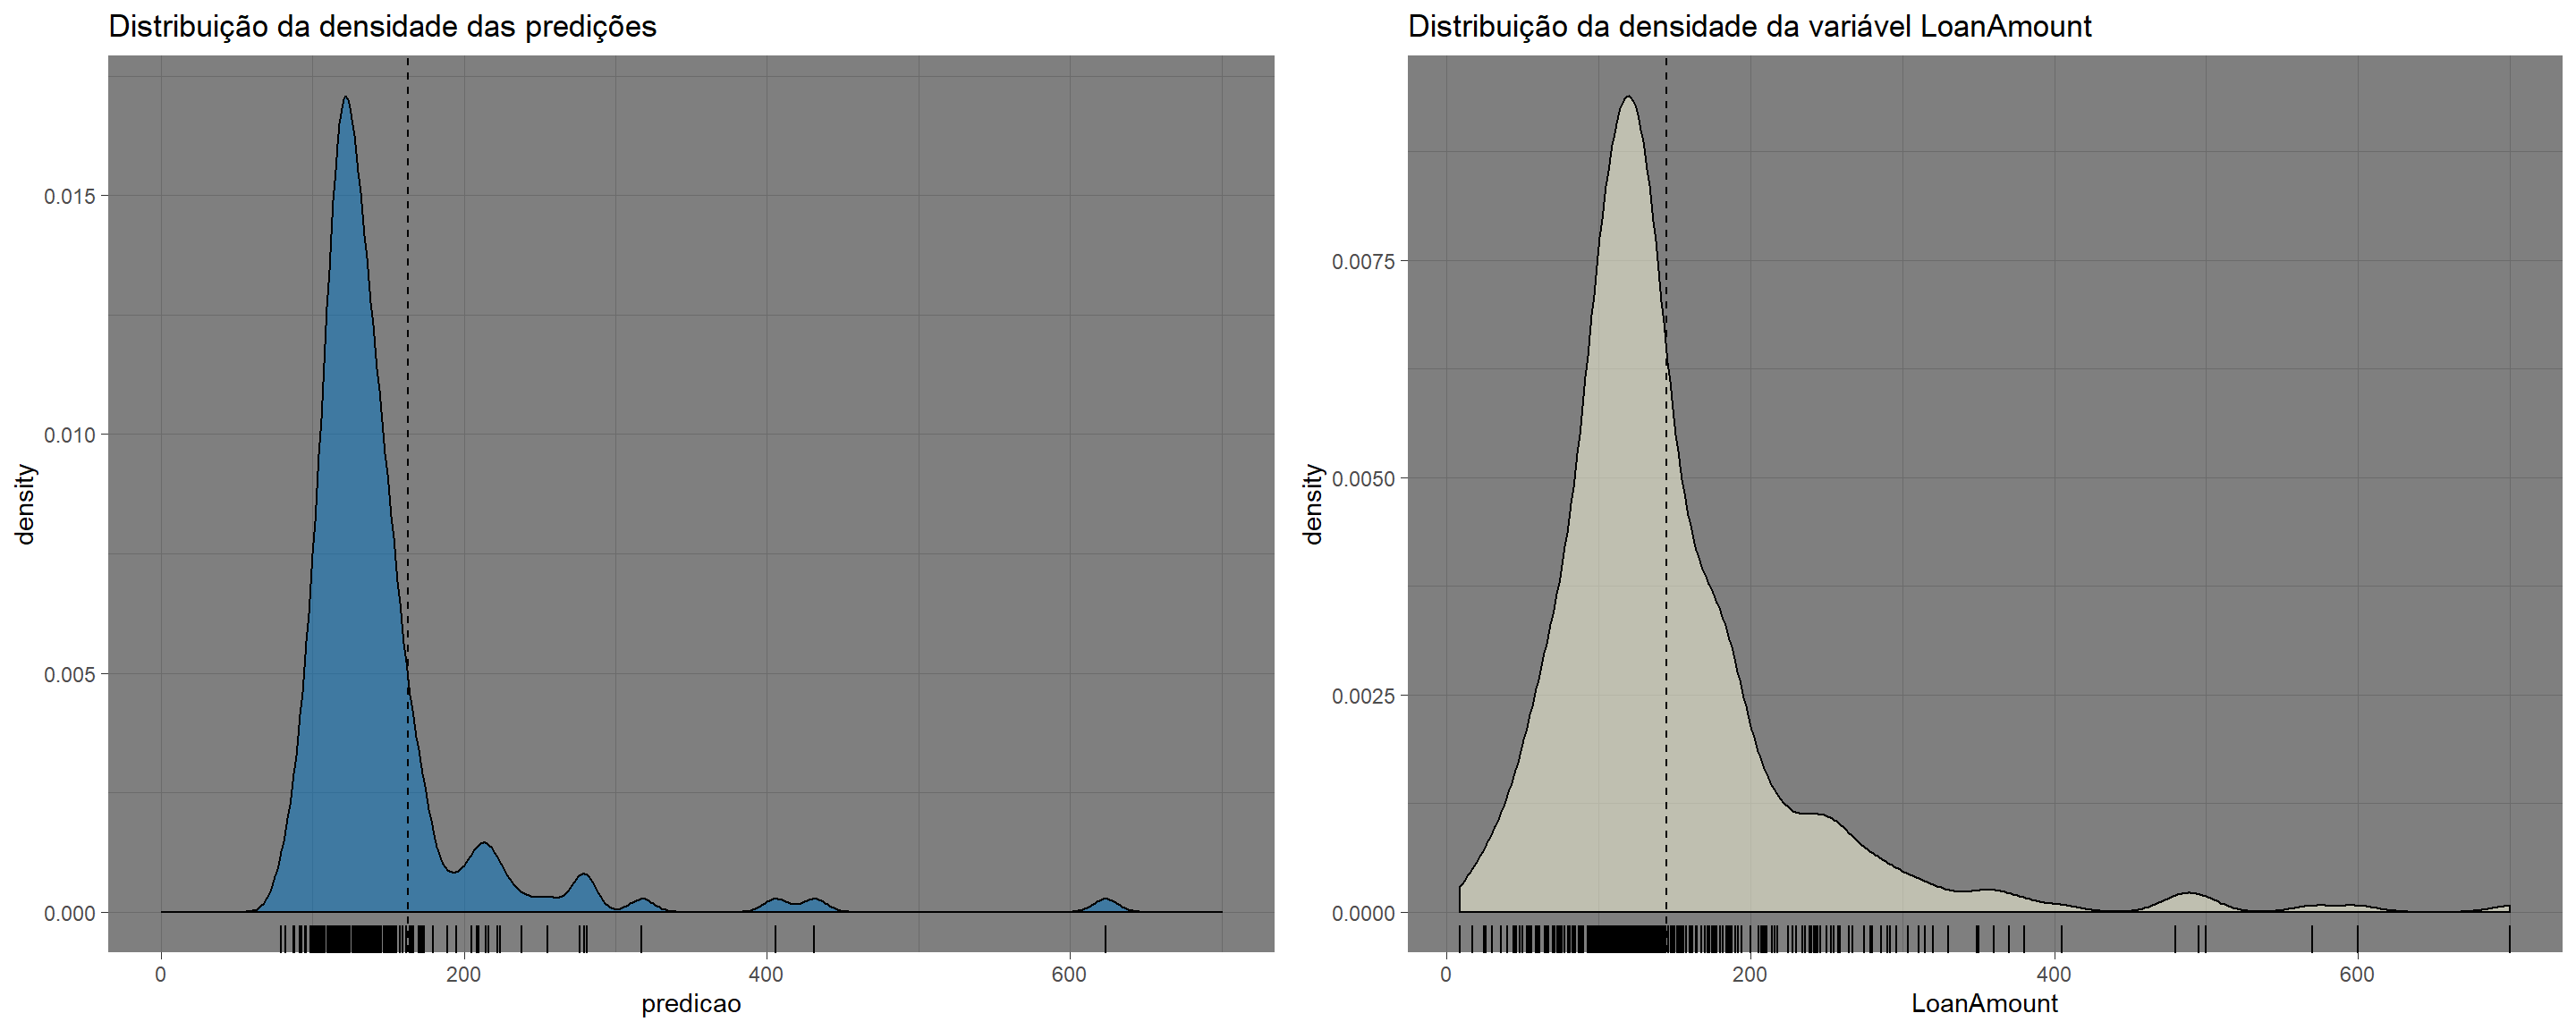 Distribuição da densidade das predições
density
0.015
0.010
0.005
0.000
0 200 400 600
predicao
Distribuição da densidade da variável LoanAmount
density
0.0075
0.0050
0.0025
0.0000
0 200 400 600
LoanAmount